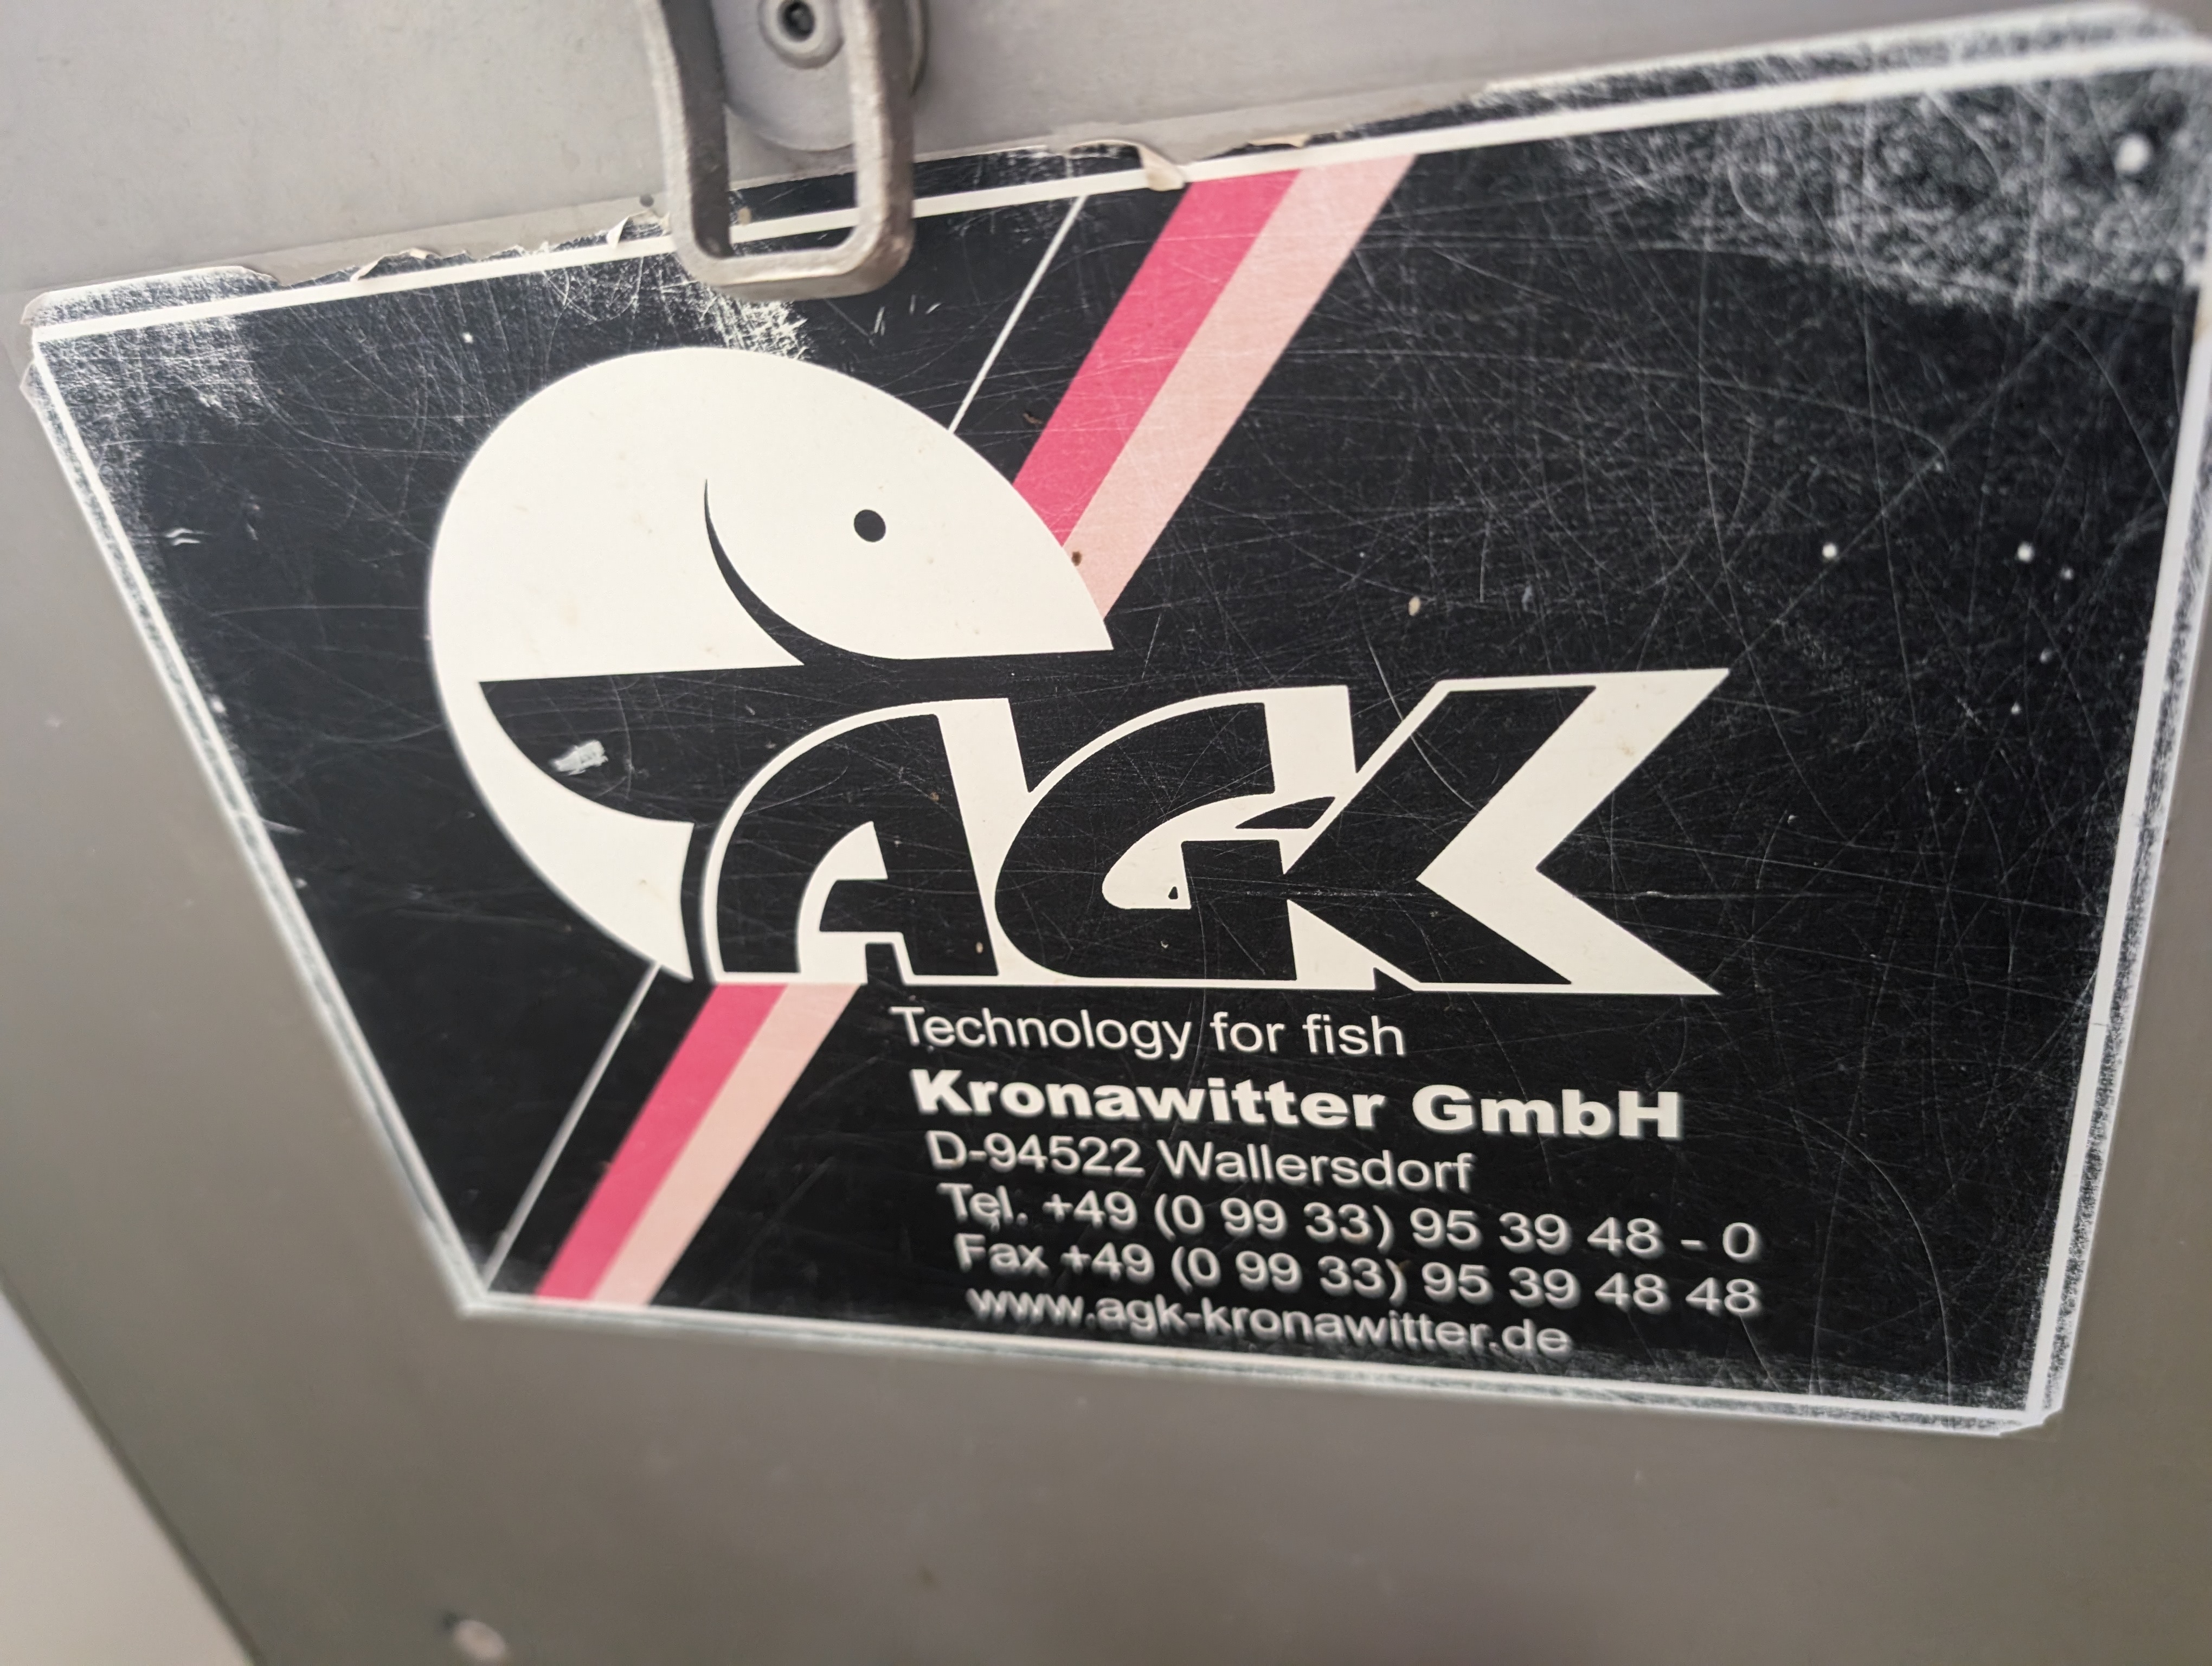 AGK
Technology for fish
Kronawitter GmbH
D-94522 Wallersdorf
Tel. +49 (0 99 33) 95 39 48 - 0
Fax +49 (0 99 33) 95 39 48 48
www.agk-kronawitter.de